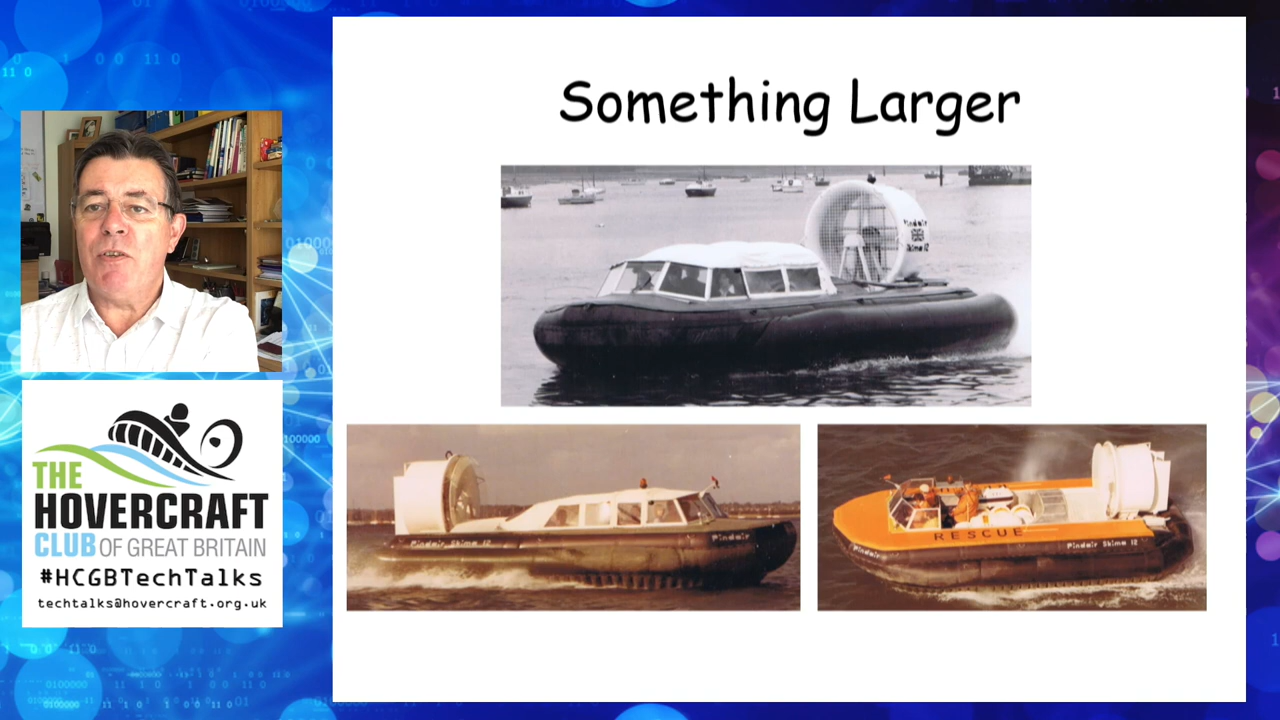 Something Larger
Pindair
Skima 12
Pindair Skima 12
Pindair
RESCUE
Pindair
Pindair Skima 12
THE
HOVERCRAFT
CLUB OF GREAT BRITAIN
#HCGBTechTalks
techtalks@hovercraft.org.uk